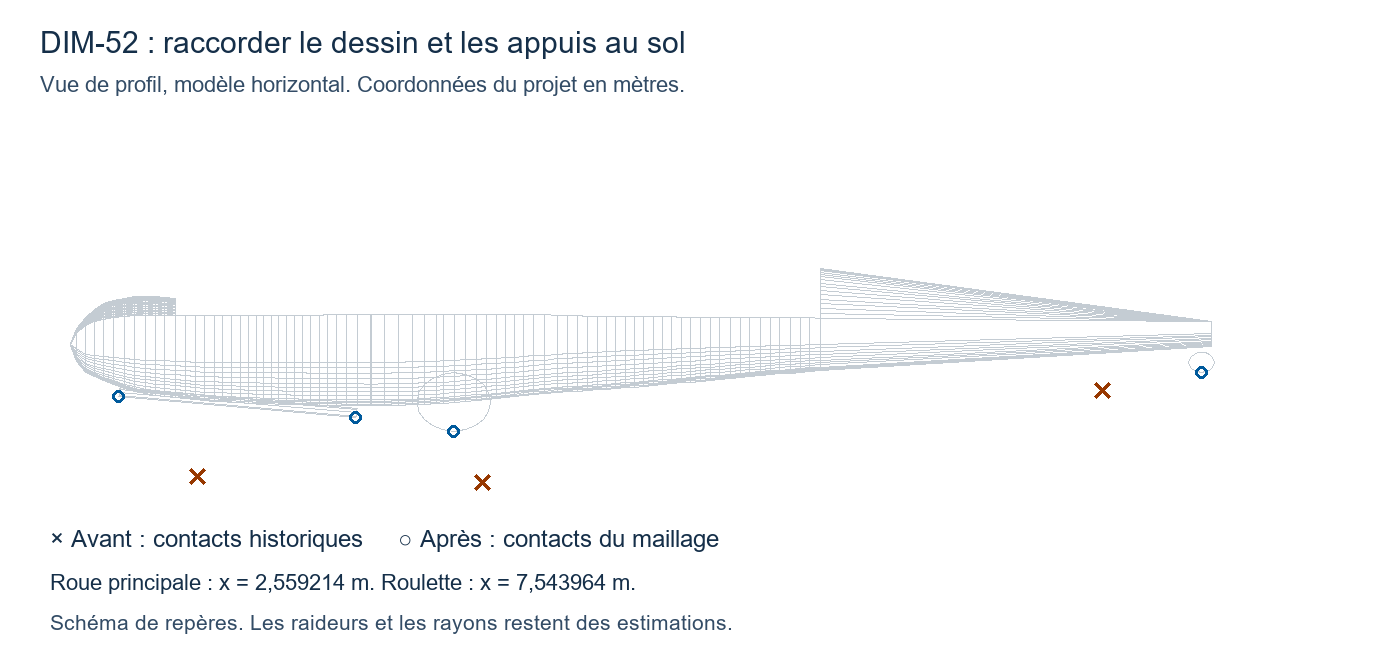 DIM-52 : raccorder le dessin et les appuis au sol
Vue de profil, modèle horizontal. Coordonnées du projet en mètres.
× Avant : contacts historiques ○ Après : contacts du maillage
Roue principale : x = 2,559214 m. Roulette : x = 7,543964 m.
Schéma de repères. Les raideurs et les rayons restent des estimations.